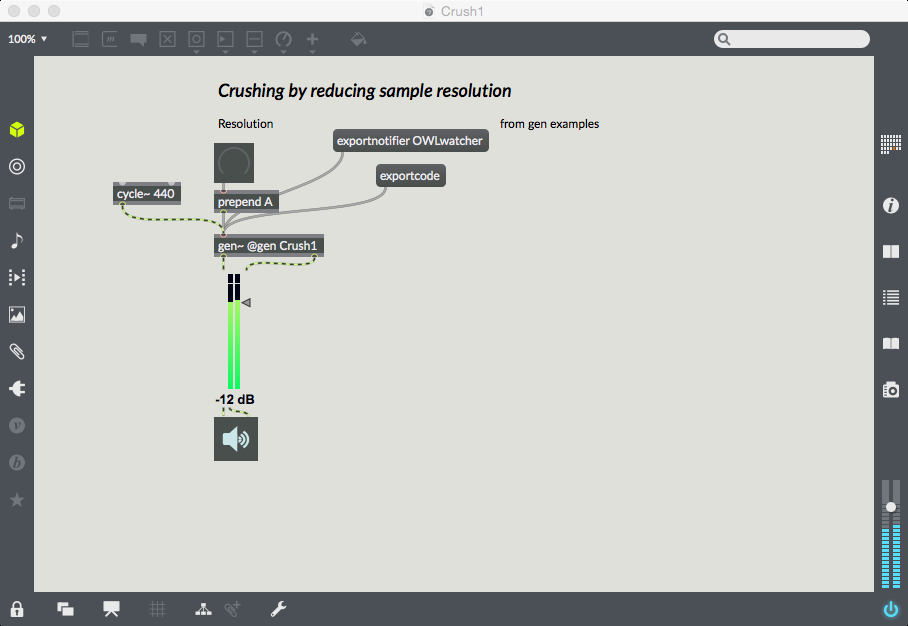 Crush1
100%
Crushing by reducing sample resolution
Resolution
from gen examples
exportnotifier OWLwatcher
exportcode
cycle~ 440
prepend A
gen~ @gen Crush1
-12 dB